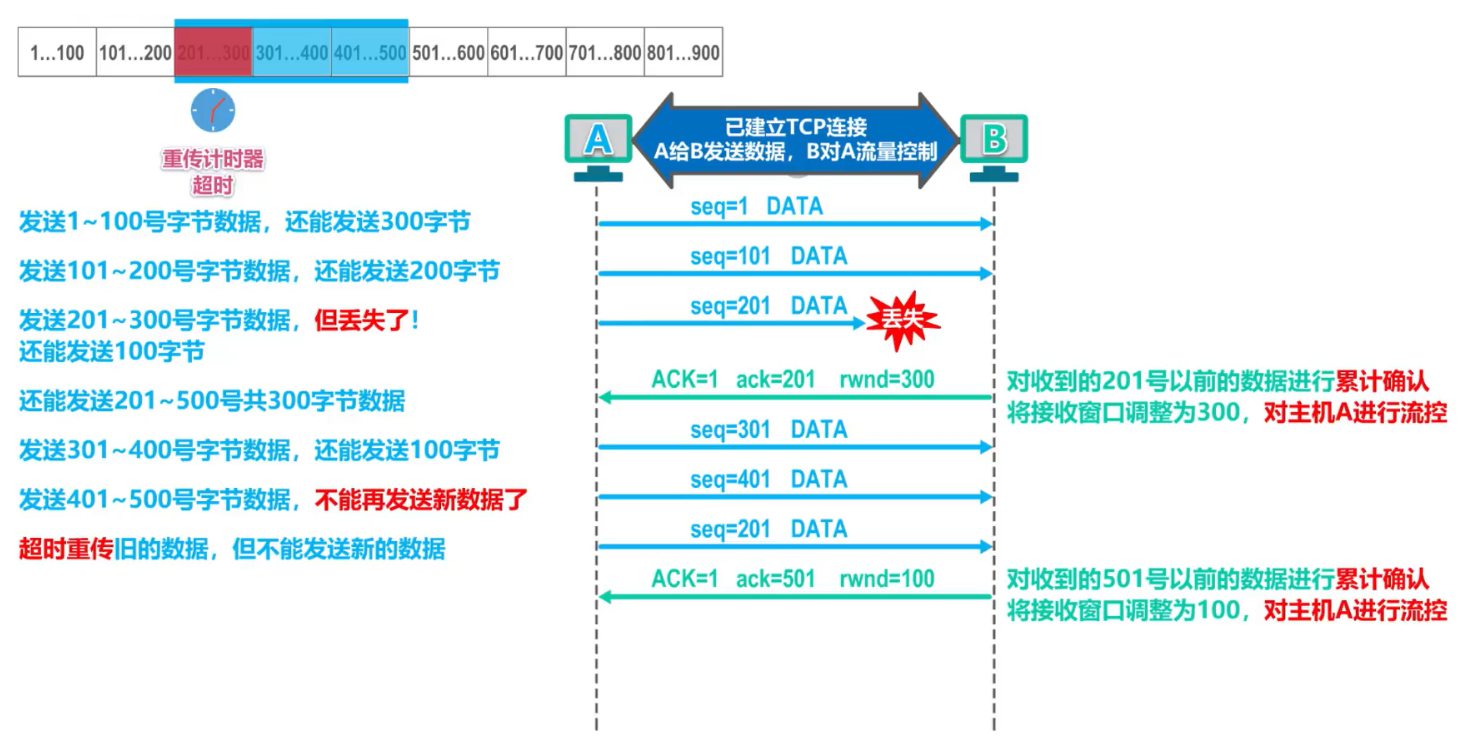 1…100 101…200 201…300 301…400 401…500 501…600 601…700 701…800 801…900
重传计时器
超时
A
已建立TCP连接
A给B发送数据，B对A流量控制
B
发送1~100号字节数据，还能发送300字节
seq=1 DATA
发送101~200号字节数据，还能发送200字节
seq=101 DATA
发送201~300号字节数据，但丢失了！
还能发送100字节
seq=201 DATA
丢失
还能发送201~500号共300字节数据
ACK=1 ack=201 rwnd=300
对收到的201号以前的数据进行累计确认
将接收窗口调整为300，对主机A进行流控
发送301~400号字节数据，还能发送100字节
seq=301 DATA
发送401~500号字节数据，不能再发送新数据了
seq=401 DATA
超时重传旧的数据，但不能发送新的数据
seq=201 DATA
ACK=1 ack=501 rwnd=100
对收到的501号以前的数据进行累计确认
将接收窗口调整为100，对主机A进行流控